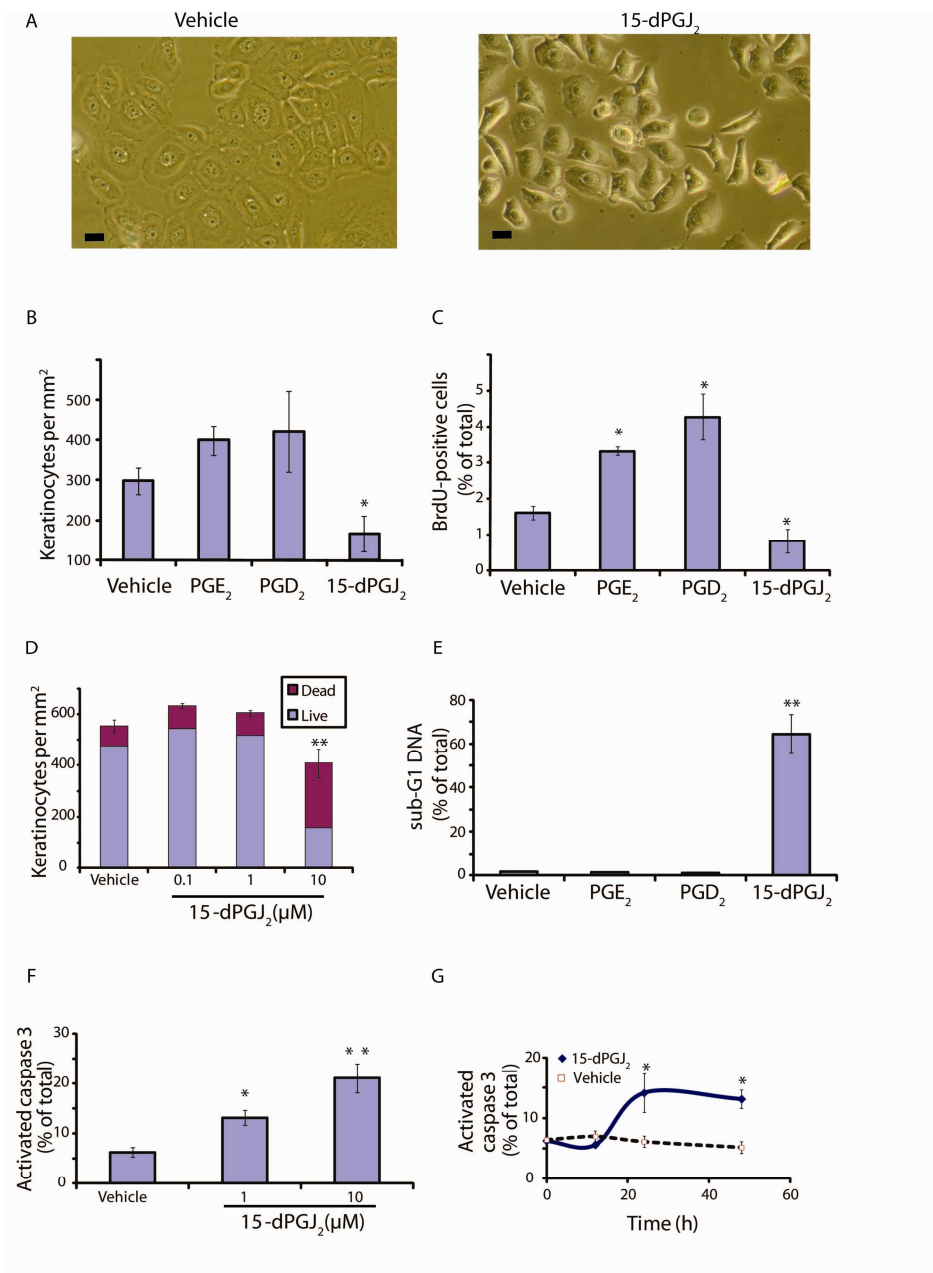 A
Vehicle
15-dPGJ2
B
Keratinocytes per mm2
500
400
300
200
100
Vehicle PGE2 PGD2 15-dPGJ2
*
C
BrdU-positive cells
(% of total)
5
4
3
2
1
0
Vehicle PGE2 PGD2 15-dPGJ2
* * *
D
Keratinocytes per mm2
600
400
200
0
Dead
Live
**
Vehicle 0.1 1 10
15-dPGJ2(μM)
E
sub-G1 DNA
(% of total)
80
60
40
20
0
**
Vehicle PGE2 PGD2 15-dPGJ2
F
Activated caspase 3
(% of total)
30
20
10
0
* * *
Vehicle 1 10
15-dPGJ2(μM)
G
Activated
caspase 3
(% of total)
20
10
0
15-dPGJ2
Vehicle
* *
0 20 40 60
Time (h)